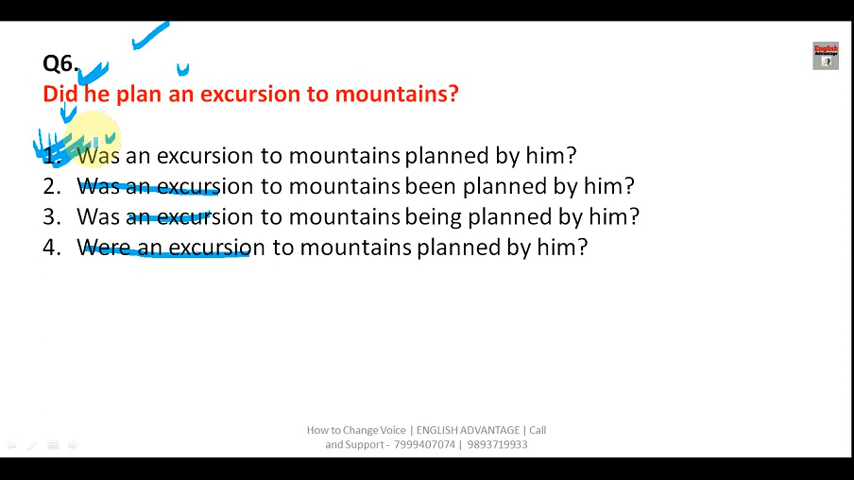 Q6.
Did he plan an excursion to mountains?
1. Was an excursion to mountains planned by him?
2. Was an excursion to mountains been planned by him?
3. Was an excursion to mountains being planned by him?
4. Were an excursion to mountains planned by him?
English
Advantage
How to Change Voice | ENGLISH ADVANTAGE | Call
and Support - 7999407074 | 9893719933